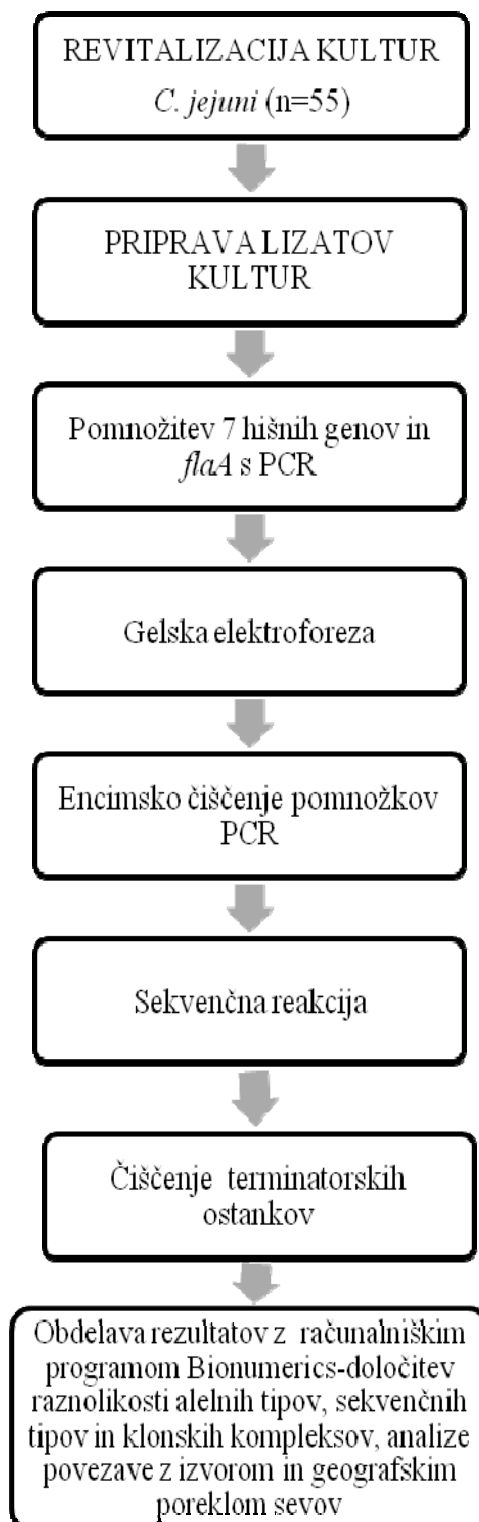 REVITALIZACIJA KULTUR
C. jejuni (n=55)
PRIPRAVA LIZATOV
KULTUR
Pomnožitev 7 hišnih genov in
flaA s PCR
Gelska elektroforeza
Encimsko čiščenje pomnožkov
PCR
Sekvenčna reakcija
Čiščenje terminatorskih
ostankov
Obdelava rezultatov z računalniškim
programom Bionumerics-določitev
raznolikosti alelnih tipov, sekvenčnih
tipov in klonskih kompleksov, analize
povezave z izvorom in geografskim
poreklom sevov